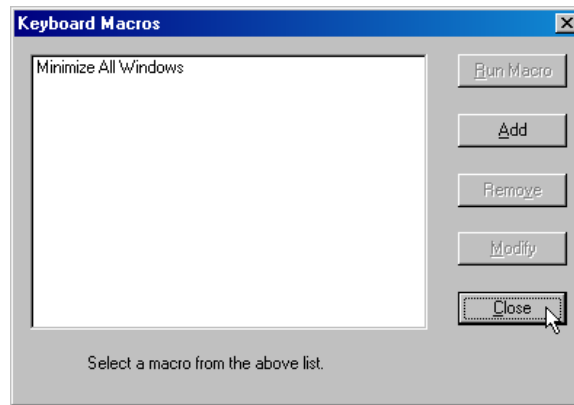 Keyboard Macros
Minimize All Windows
Run Macro
Add
Remove
Modify
Close
Select a macro from the above list.